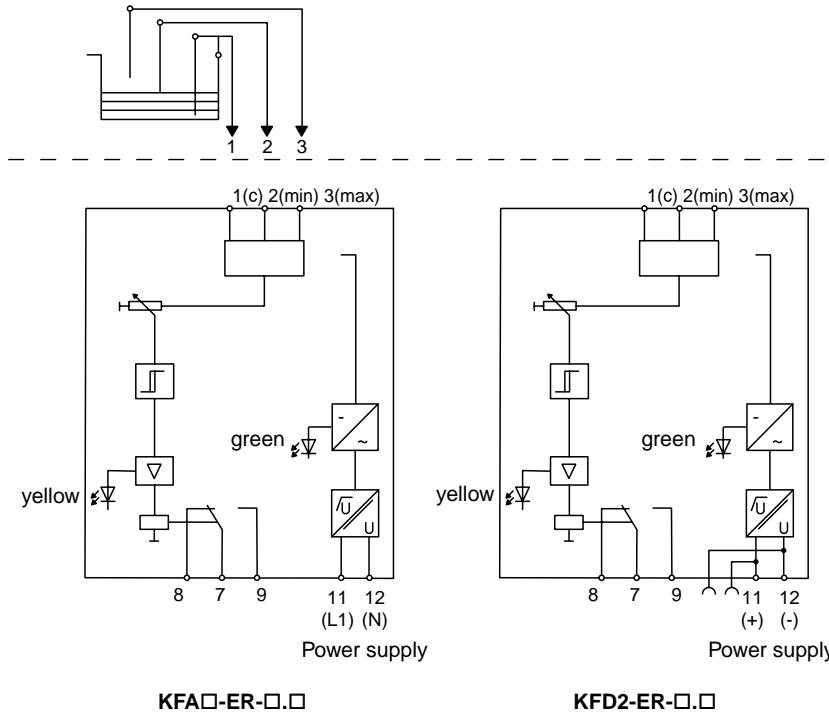 1 2 3
1(c) 2(min) 3(max)
1(c) 2(min) 3(max)
-
~
green
-
~
green
yellow
yellow
U
U
U
U
8 7 9 11 12
(L1) (N)
Power supply
8 7 9 11 12
(+) (-)
Power supply
KFA□-ER-□.□
KFD2-ER-□.□